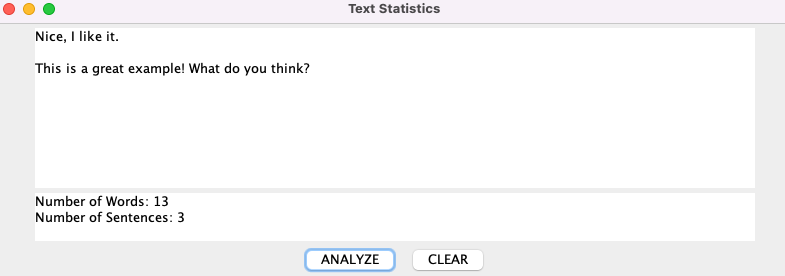 Text Statistics
Nice, I like it.
This is a great example! What do you think?
Number of Words: 13
Number of Sentences: 3
ANALYZE CLEAR